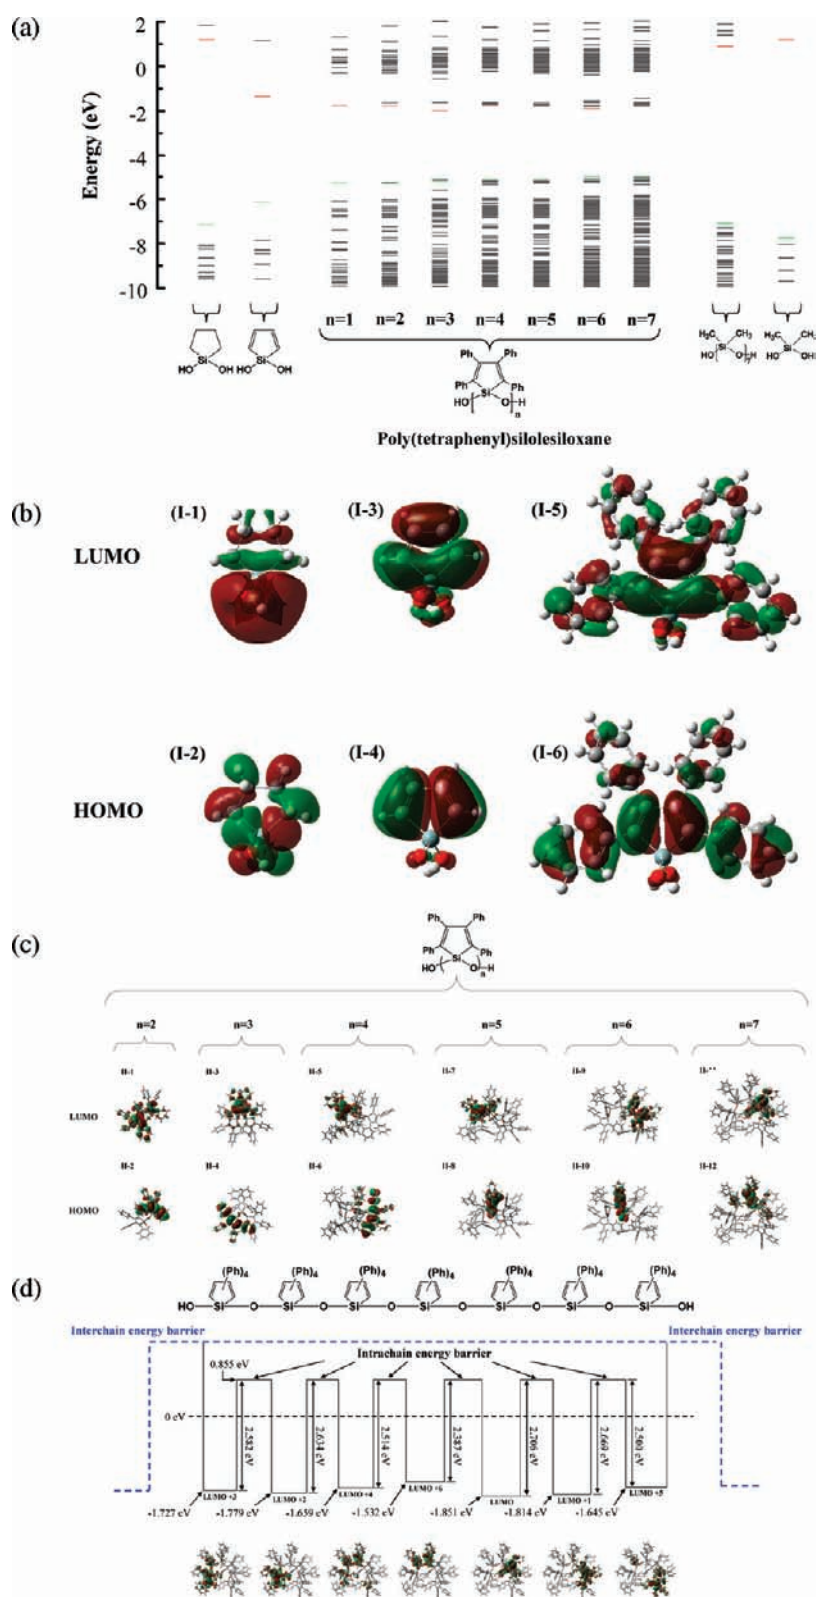 (a)
Energy (eV)
2
0
-2
-4
-6
-8
-10
n=1 n=2 n=3 n=4 n=5 n=6 n=7
Si
HO OH
Si
HO OH
Ph Ph
Ph Ph
Si
HO O H
n
H₃C CH₃
Si
HO O H
7
Si
HO
Poly(tetraphenyl)silolesiloxane
(b)
(I-1) (I-3) (I-5)
LUMO
(I-2) (I-4) (I-6)
HOMO
(c)
Ph Ph
Ph Ph
Si
HO O H
n
n=2 n=3 n=4 n=5 n=6 n=7
II-1 II-3 II-5 II-7 II-9
LUMO
II-2 II-4 II-6 II-8 II-10 II-12
HOMO
(d)
(Ph)4 (Ph)4 (Ph)4 (Ph)4 (Ph)4 (Ph)4 (Ph)4
HO Si O Si O Si O Si O Si O Si O Si OH
Interchain energy barrier Interchain energy barrier
Intrachain energy barrier
0.855 eV
0 eV
2.582 eV 2.634 eV 2.514 eV 2.387 eV 2.706 eV 2.669 eV 2.500 eV
LUMO +3 LUMO +2 LUMO +4 LUMO +6 LUMO LUMO +1 LUMO +5
-1.727 eV -1.779 eV -1.659 eV -1.532 eV -1.851 eV -1.814 eV -1.645 eV